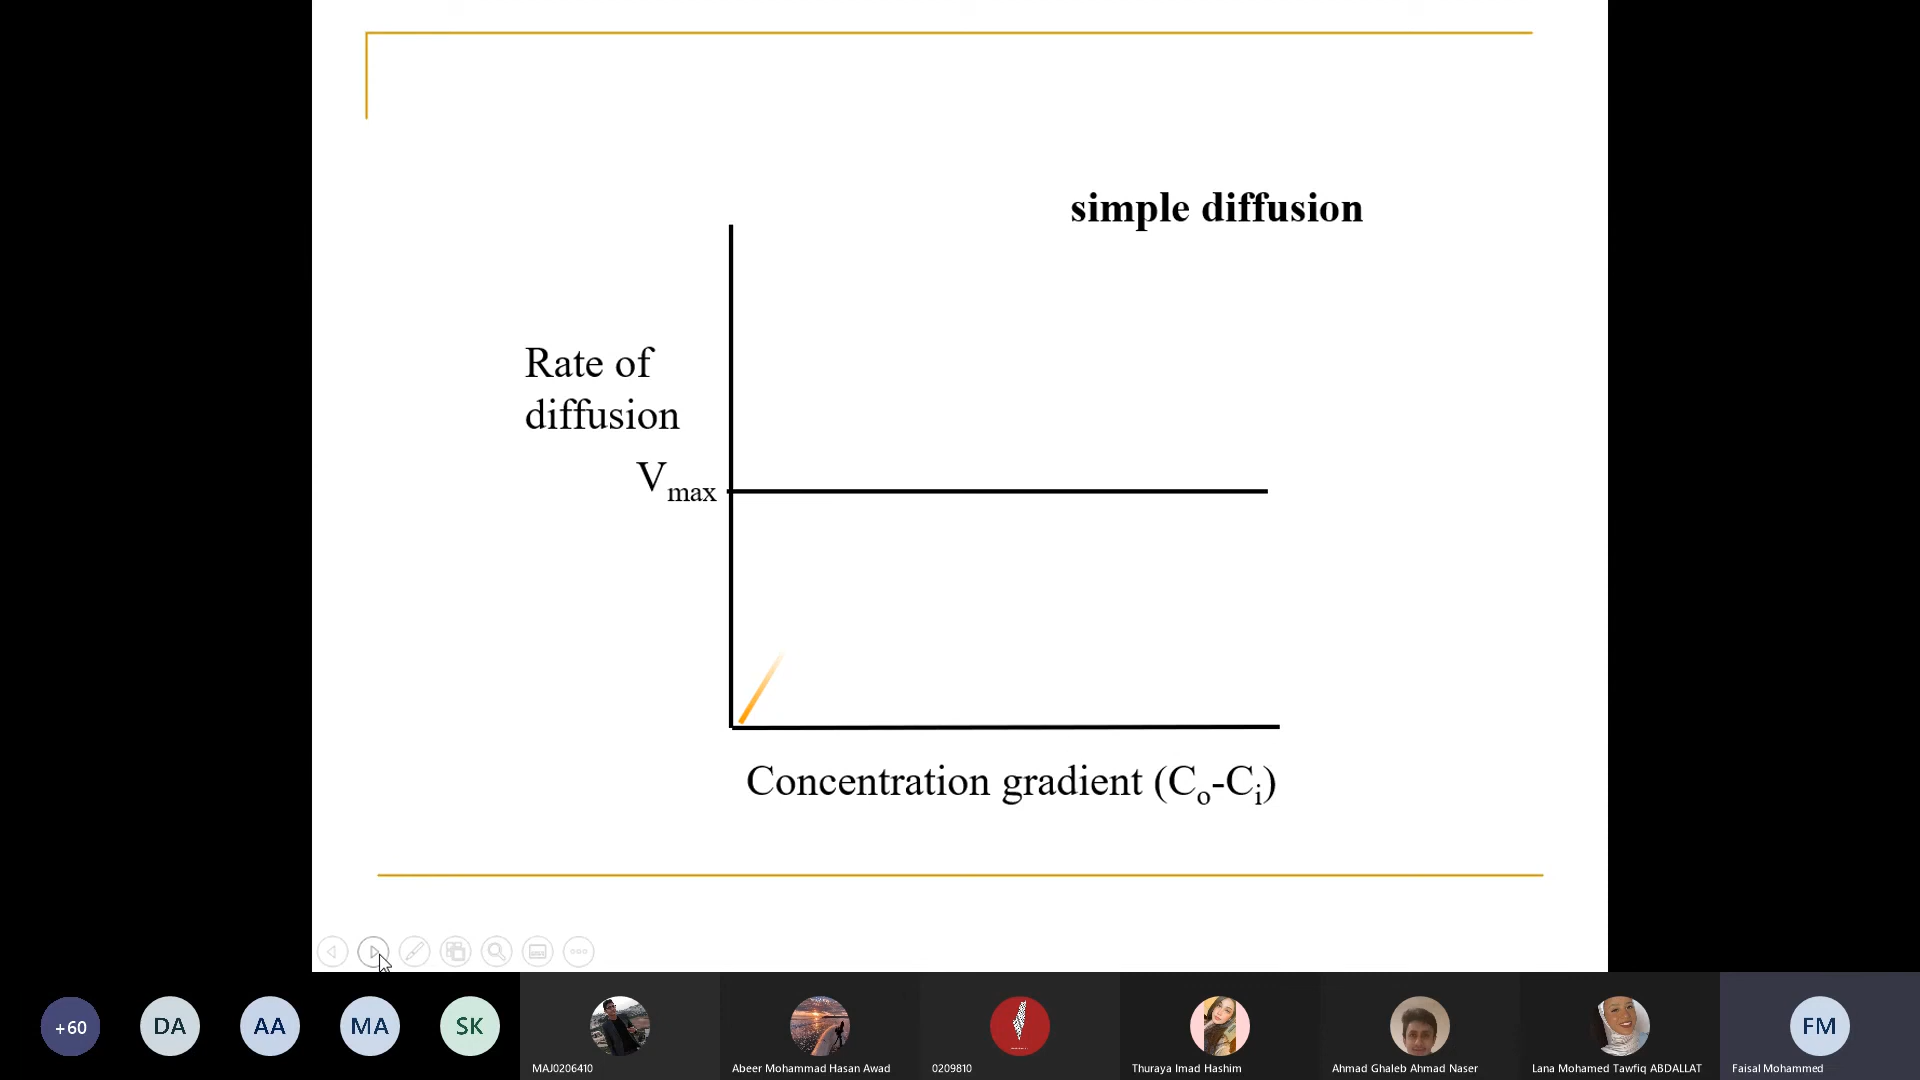 simple diffusion
Rate of
diffusion
Vmax
Concentration gradient (Co-Ci)
+60
DA
AA
MA
SK
FM
MAJ0206410
Abeer Mohammad Hasan Awad
0209810
Thuraya Imad Hashim
Ahmad Ghaleb Ahmad Naser
Lana Mohamed Tawfiq ABDALLAT
Faisal Mohammed